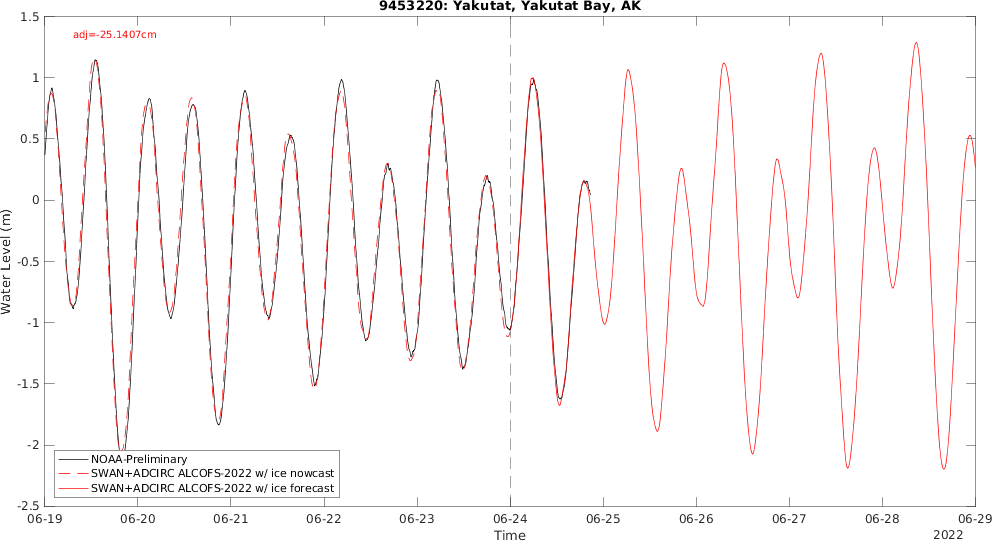 9453220: Yakutat, Yakutat Bay, AK
adj=-25.1407cm
1.5
1
0.5
0
-0.5
-1
-1.5
-2
-2.5
Water Level (m)
NOAA-Preliminary
SWAN+ADCIRC ALCOFS-2022 w/ ice nowcast
SWAN+ADCIRC ALCOFS-2022 w/ ice forecast
06-19 06-20 06-21 06-22 06-23 06-24 06-25 06-26 06-27 06-28 06-29
Time
2022